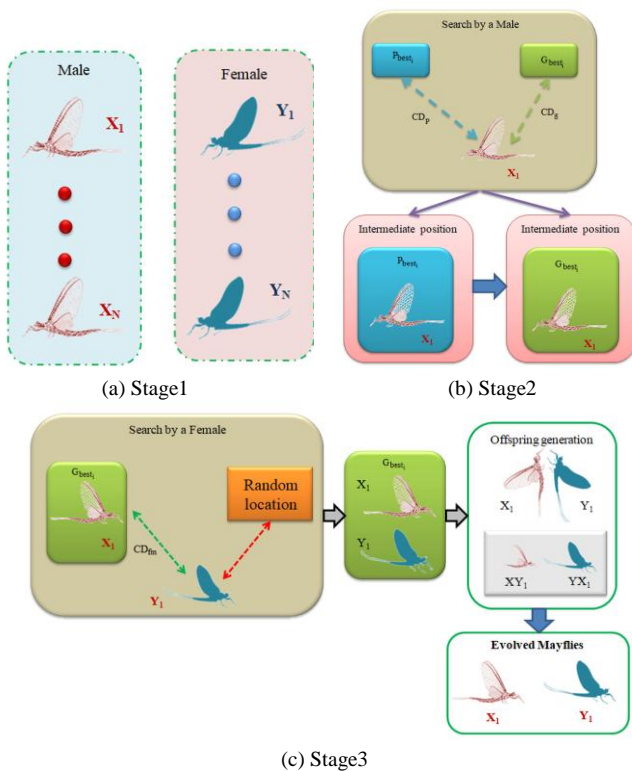 Male
X1
XN
Female
Y1
YN
(a) Stage1
Search by a Male
Pbesti
Gbesti
CDp
CDg
X1
Intermediate position
Pbesti
X1
Intermediate position
Gbesti
X1
(b) Stage2
Search by a Female
Gbesti
X1
CDfm
Random
location
Y1
Gbesti
X1
Y1
Offspring generation
X1
Y1
XY1
YX1
Evolved Mayflies
X1
Y1
(c) Stage3